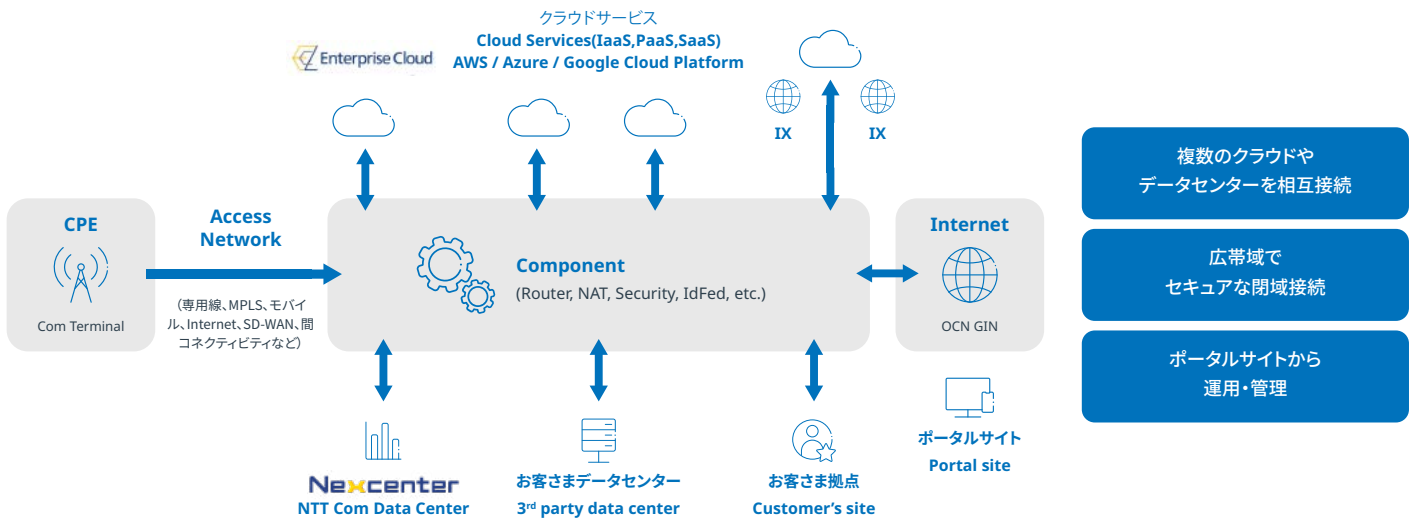 クラウドサービス
Cloud Services(IaaS,PaaS,SaaS)
AWS / Azure / Google Cloud Platform
Enterprise Cloud
IX
IX
CPE
Com Terminal
Access
Network
（専用線、MPLS、モバイ
ル、Internet、SD-WAN、間
コネクティビティなど）
Component
(Router, NAT, Security, IdFed, etc.)
Internet
OCN GIN
Nexcenter
NTT Com Data Center
お客さまデータセンター
3rd party data center
お客さま拠点
Customer's site
ポータルサイト
Portal site
複数のクラウドや
データセンターを相互接続
広帯域で
セキュアな閉域接続
ポータルサイトから
運用・管理